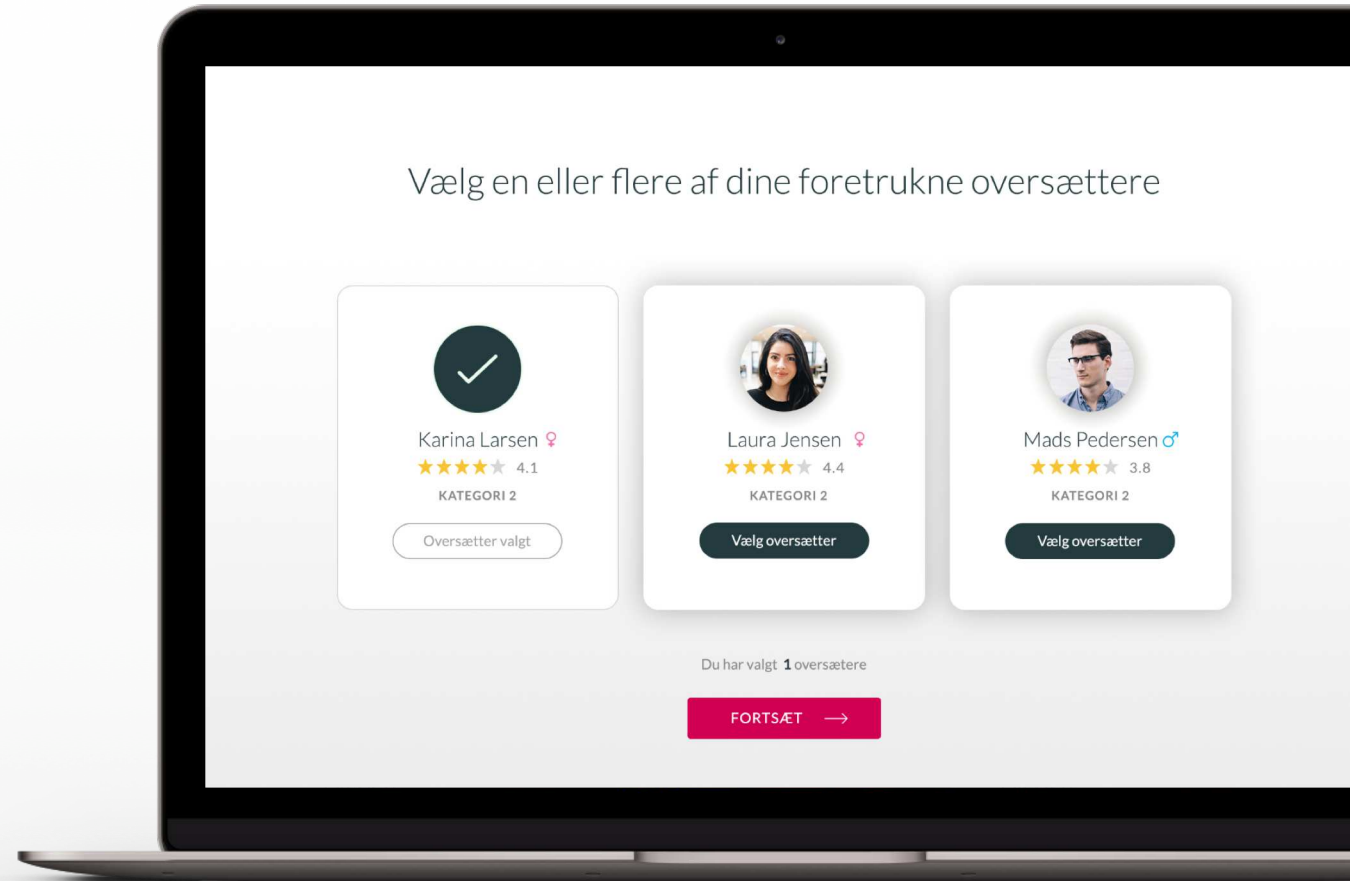 Vælg en eller flere af dine foretrukne oversættere
Karina Larsen ♀
4.1
KATEGORI 2
Oversætter valgt
Laura Jensen ♀
4.4
KATEGORI 2
Vælg oversætter
Mads Pedersen ♂
3.8
KATEGORI 2
Vælg oversætter
Du har valgt 1 oversætere
FORTSÆT →